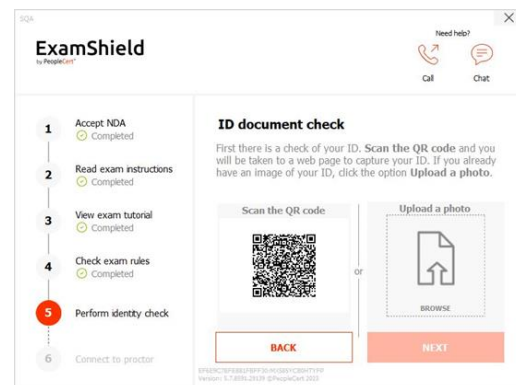 SQA
ExamShield
by PeopleCert
Need help?
Call
Chat
1
Accept NDA
Completed
2
Read exam instructions
Completed
3
View exam tutorial
Completed
4
Check exam rules
Completed
5
Perform identity check
6
Connect to proctor
ID document check
First there is a check of your ID. Scan the QR code and you
will be taken to a web page to capture your ID. If you already
have an image of your ID, click the option Upload a photo.
Scan the QR code
or
Upload a photo
BROWSE
BACK
NEXT
©PeopleCert